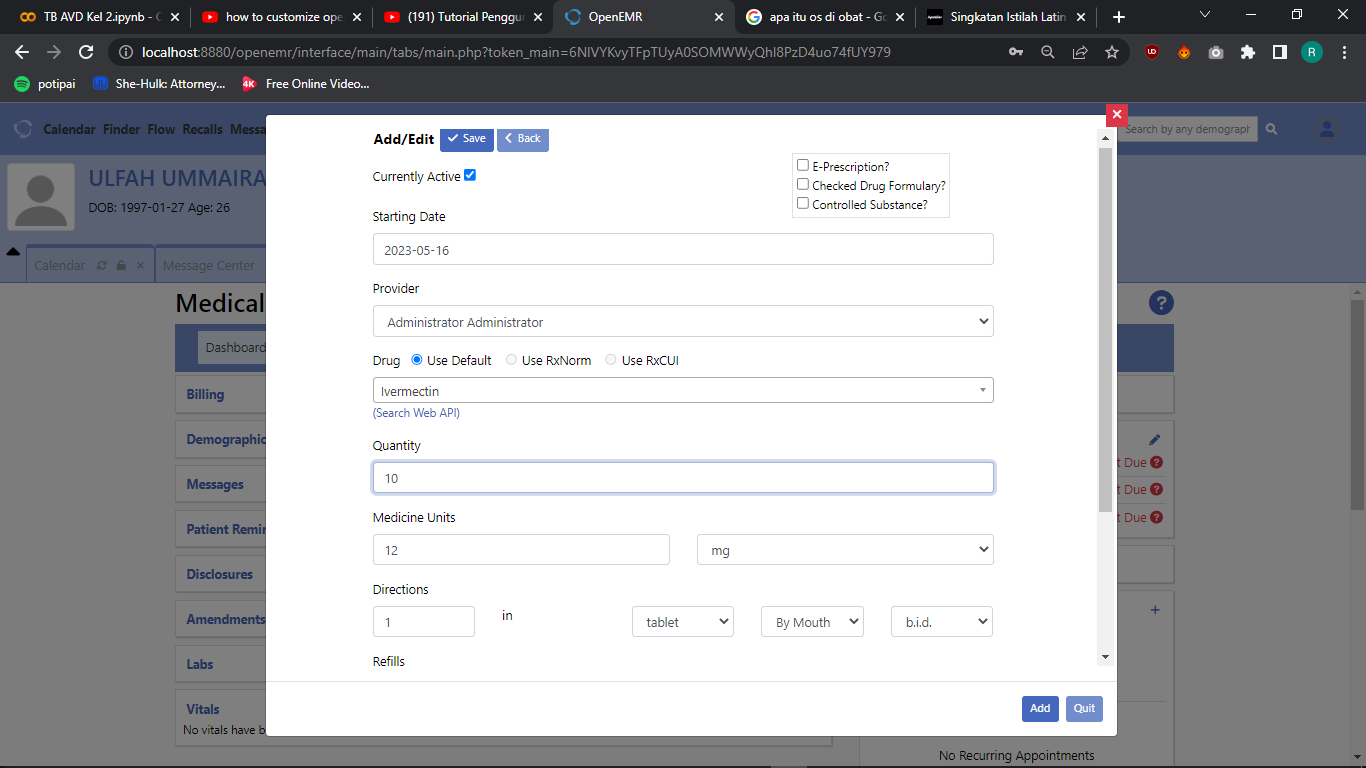 TB AVD Kel 2.ipynb - C
how to customize ope
(191) Tutorial Penggu
OpenEMR
apa itu os di obat - Go
Singkatan Istilah Latin
localhost:8880/openemr/interface/main/tabs/main.php?token_main=6NIVYKvyTFpTUyA0SOMWWyQhI8PzD4uo74fUY979
R
potipai
She-Hulk: Attorney...
4K
Free Online Video...
Calendar Finder Flow Recalls Messa
Search by any demograph
ULFAH UMMAIRA
DOB: 1997-01-27 Age: 26
Calendar
Message Center
Medical
Dashboard
Billing
Demographic
Messages
Patient Remin
Disclosures
Amendments
Labs
Vitals
No vitals have b
Add/Edit Save Back
Currently Active
E-Prescription?
Checked Drug Formulary?
Controlled Substance?
Starting Date
2023-05-16
Provider
Administrator Administrator
Drug Use Default Use RxNorm Use RxCUI
Ivermectin
(Search Web API)
Quantity
10
Medicine Units
12 mg
Directions
1 in tablet By Mouth b.i.d.
Refills
Add Quit
t Due ?
t Due ?
t Due ?
No Recurring Appointments